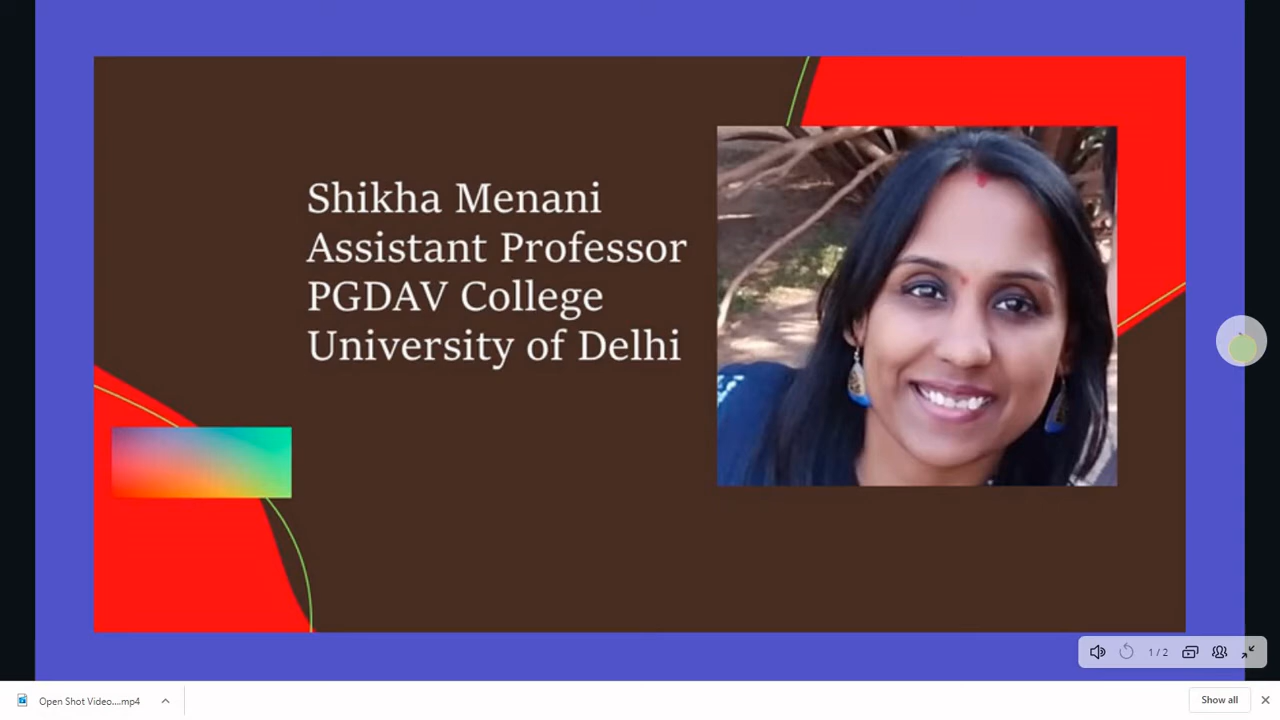 Shikha Menani
Assistant Professor
PGDAV College
University of Delhi
1 / 2
Open Shot Video....mp4
Show all